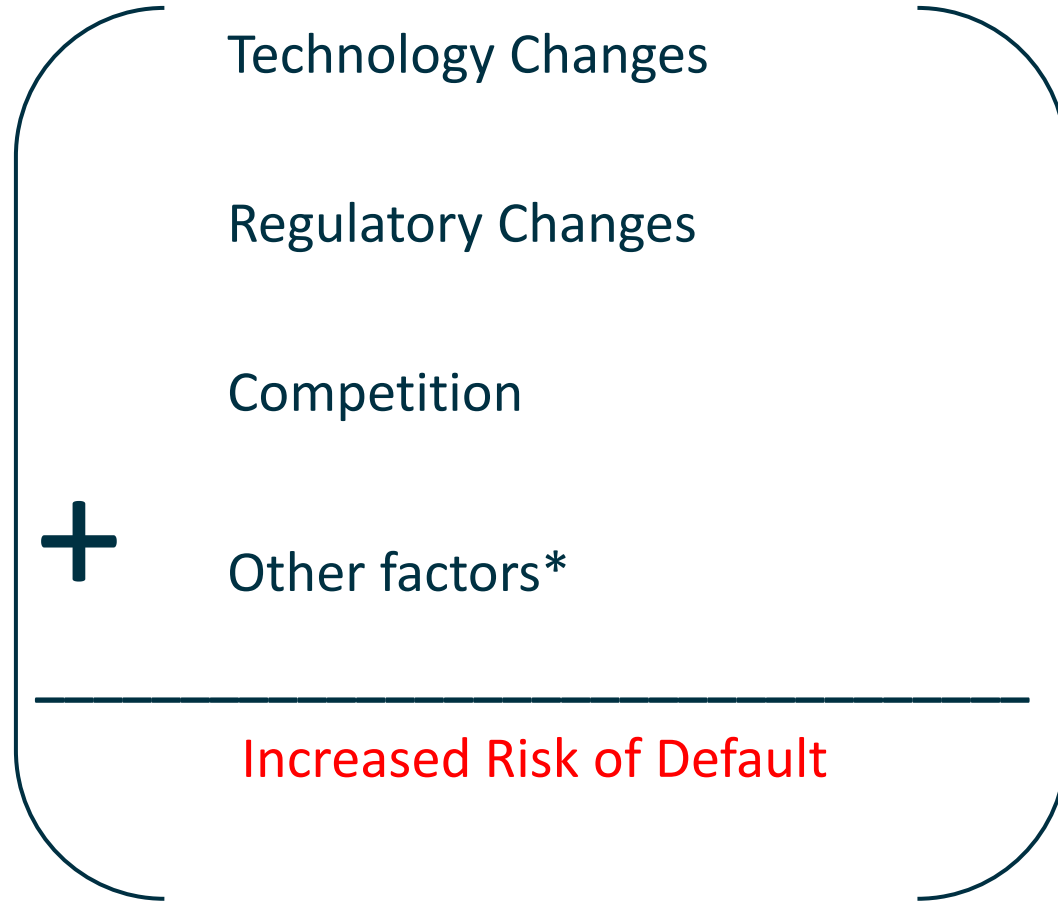 Technology Changes
Regulatory Changes
Competition
+
Other factors*
Increased Risk of Default